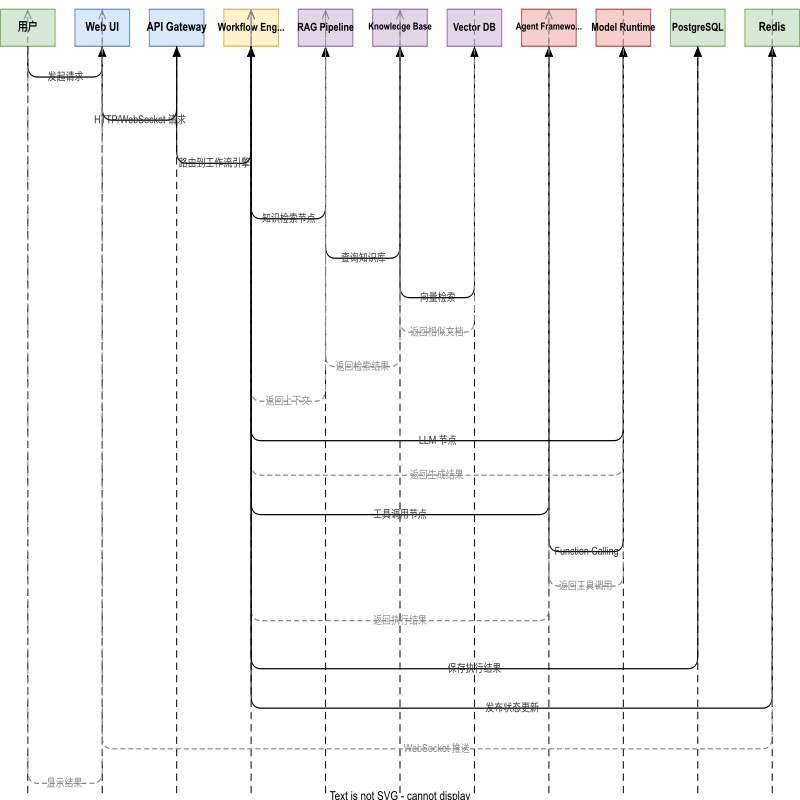 用户
Web UI
API Gateway
Workflow Eng...
RAG Pipeline
Knowledge Base
Vector DB
Agent Framewo...
Model Runtime
PostgreSQL
Redis
发起请求
HTTP/WebSocket 请求
路由到工作流引擎
知识检索节点
查询知识库
向量检索
返回相似文档
返回检索结果
返回上下文
LLM 节点
返回生成结果
工具调用节点
Function Calling
返回工具调用
返回执行结果
保存执行结果
发布状态更新
WebSocket 推送
显示结果
Text is not SVG - cannot display